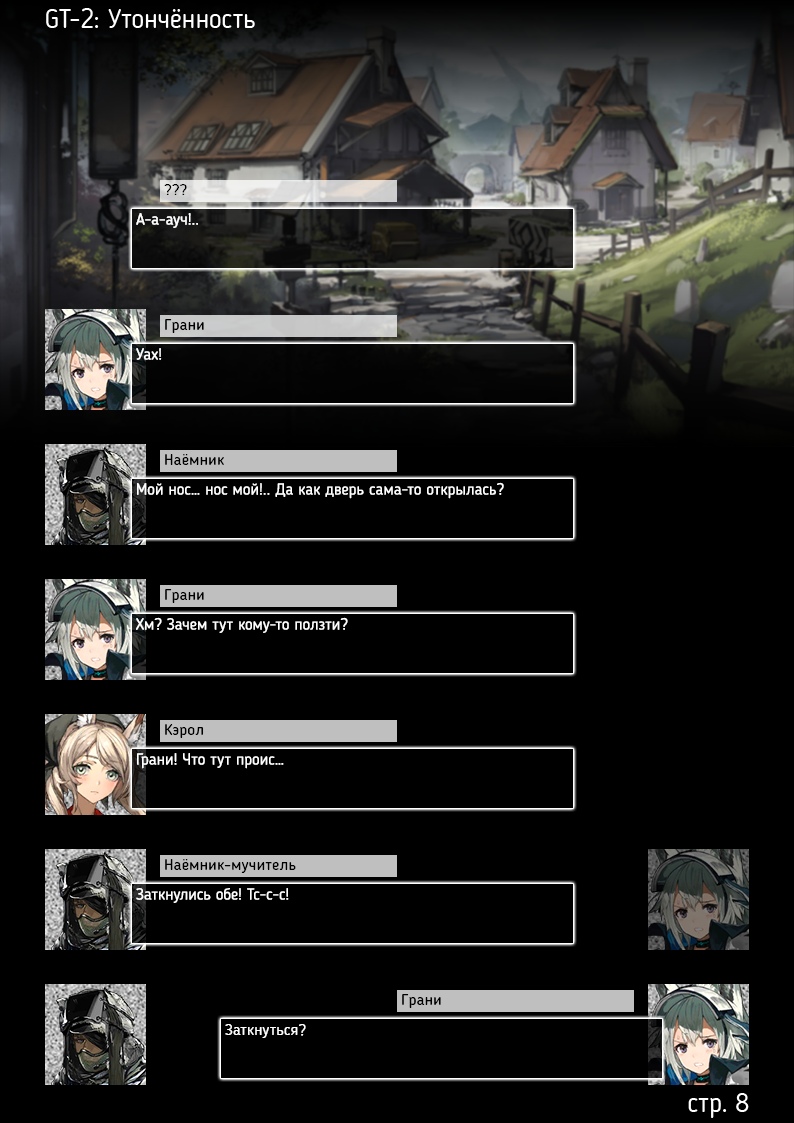 GT-2: Утончённость
???
А-а-ауч!..
Грани
Уах!
Наёмник
Мой нос... нос мой!.. Да как дверь сама-то открылась?
Грани
Хм? Зачем тут кому-то ползти?
Кэрол
Грани! Что тут проис...
Наёмник-мучитель
Заткнулись обе! Тс-с-с!
Грани
Заткнуться?
стр. 8